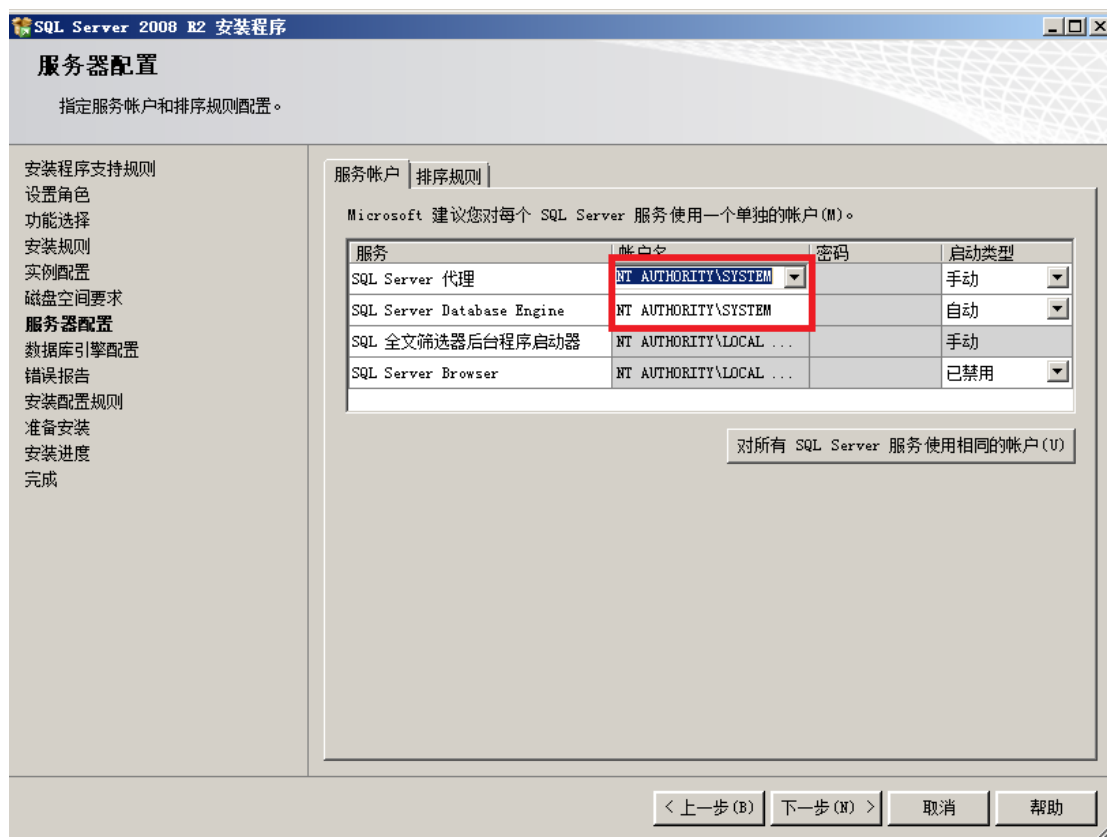 SQL Server 2008 R2 安装程序
服务器配置
指定服务帐户和排序规则配置。
安装程序支持规则
设置角色
功能选择
安装规则
实例配置
磁盘空间要求
服务器配置
数据库引擎配置
错误报告
安装配置规则
准备安装
安装进度
完成
服务帐户 排序规则
Microsoft 建议您对每个 SQL Server 服务使用一个单独的帐户(M)。
服务 帐户名 密码 启动类型
SQL Server 代理 NT AUTHORITY\SYSTEM 手动
SQL Server Database Engine NT AUTHORITY\SYSTEM 自动
SQL 全文筛选器后台程序启动器 NT AUTHORITY\LOCAL ... 手动
SQL Server Browser NT AUTHORITY\LOCAL ... 已禁用
对所有 SQL Server 服务使用相同的帐户(U)
< 上一步(B) 下一步(N) > 取消 帮助